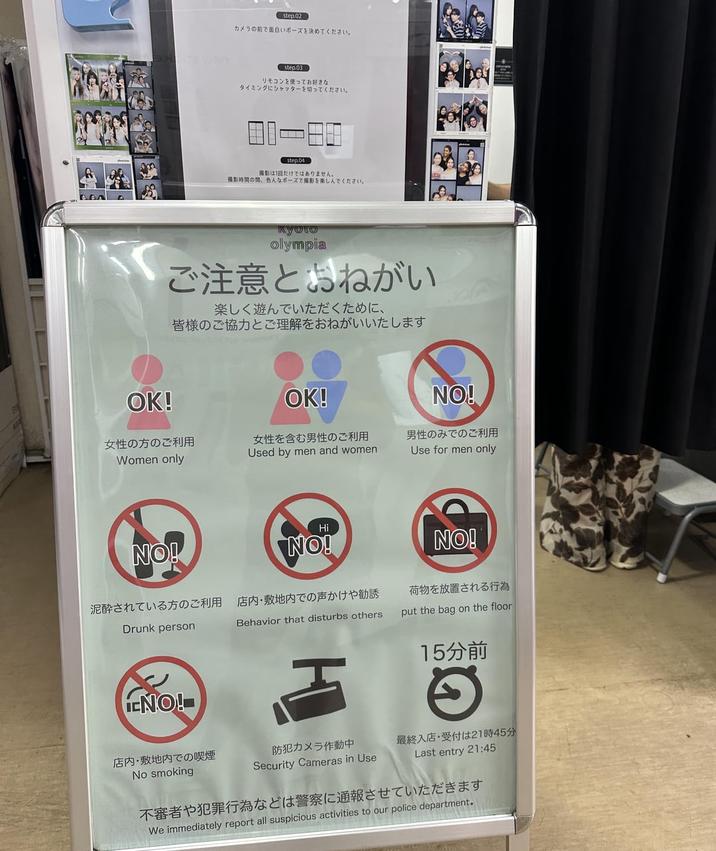 step.02
カメラの前で面白いポーズを決めてください。
step.03
リモコンを使ってお好きな
タイミングにシャッターを切ってください。
step.04
撮影は1回だけではありません。
撮影時間の間、色んなポーズで撮影を楽しんでください。
kyoto
olympia
ご注意とおねがい
楽しく遊んでいただくために、
皆様のご協力とご理解をおねがいいたします
OK!
OK!
NO!
女性の方のご利用
Women only
女性を含む男性のご利用
Used by men and women
男性のみでのご利用
Use for men only
NO!
Hi
NO!
NO!
泥酔されている方のご利用
Drunk person
店内・敷地内での声かけや勧誘
Behavior that disturbs others
荷物を放置される行為
put the bag on the floor
NO!
15分前
店内・敷地内での喫煙
No smoking
防犯カメラ作動中
Security Cameras in Use
最終入店・受付は21時45分
Last entry 21:45
不審者や犯罪行為などは警察に通報させていただきます
We immediately report all suspicious activities to our police department.